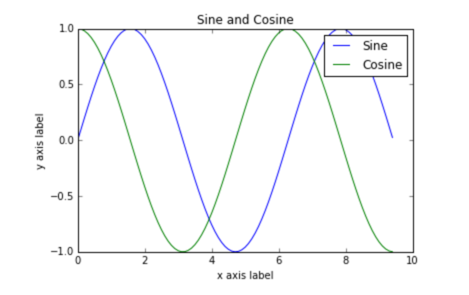 Sine and Cosine
Sine
Cosine
y axis label
1.0
0.5
0.0
−0.5
−1.0
0 2 4 6 8 10
x axis label